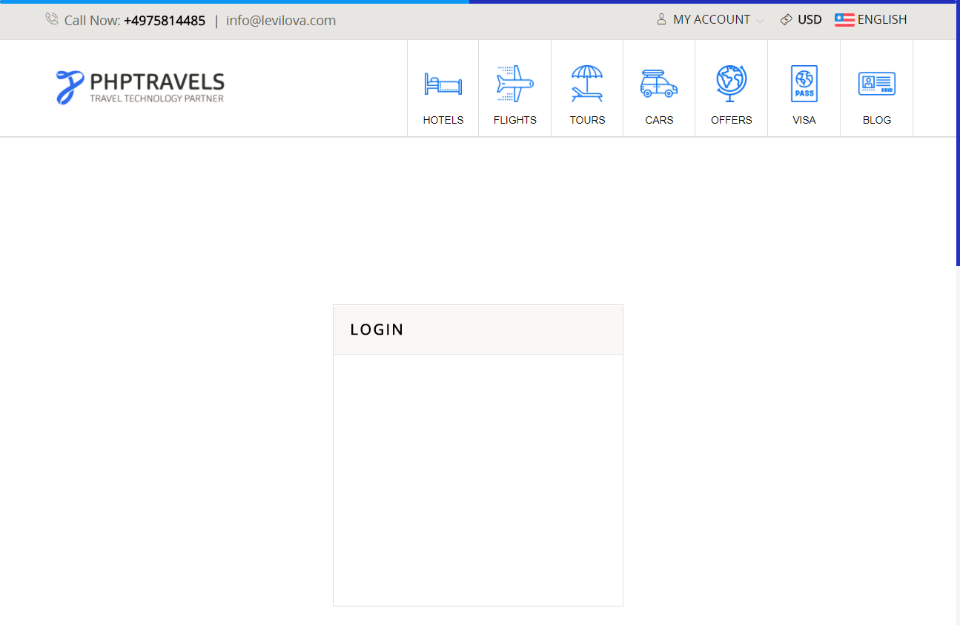 Call Now: +4975814485 | info@levilova.com
MY ACCOUNT USD ENGLISH
PHPTRAVELS
TRAVEL TECHNOLOGY PARTNER
HOTELS FLIGHTS TOURS CARS OFFERS VISA BLOG
PASS
LOGIN